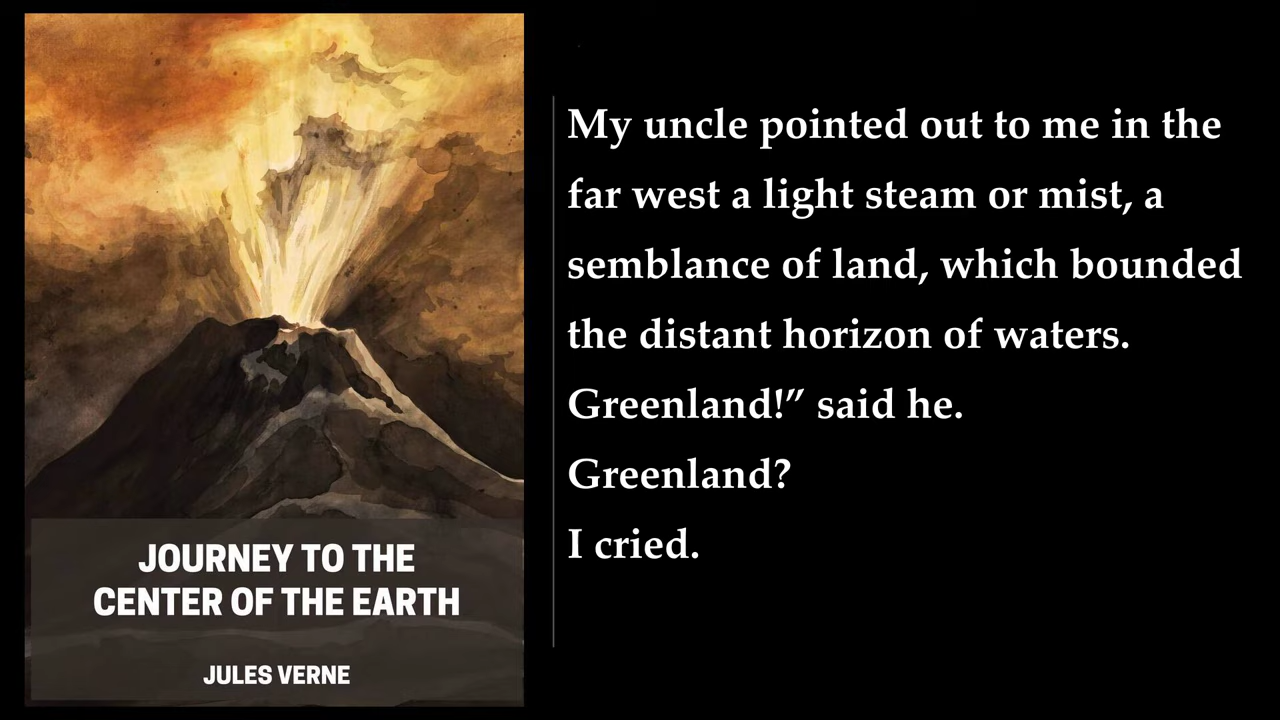 JOURNEY TO THE
CENTER OF THE EARTH
JULES VERNE
My uncle pointed out to me in the
far west a light steam or mist, a
semblance of land, which bounded
the distant horizon of waters.
Greenland!” said he.
Greenland?
I cried.